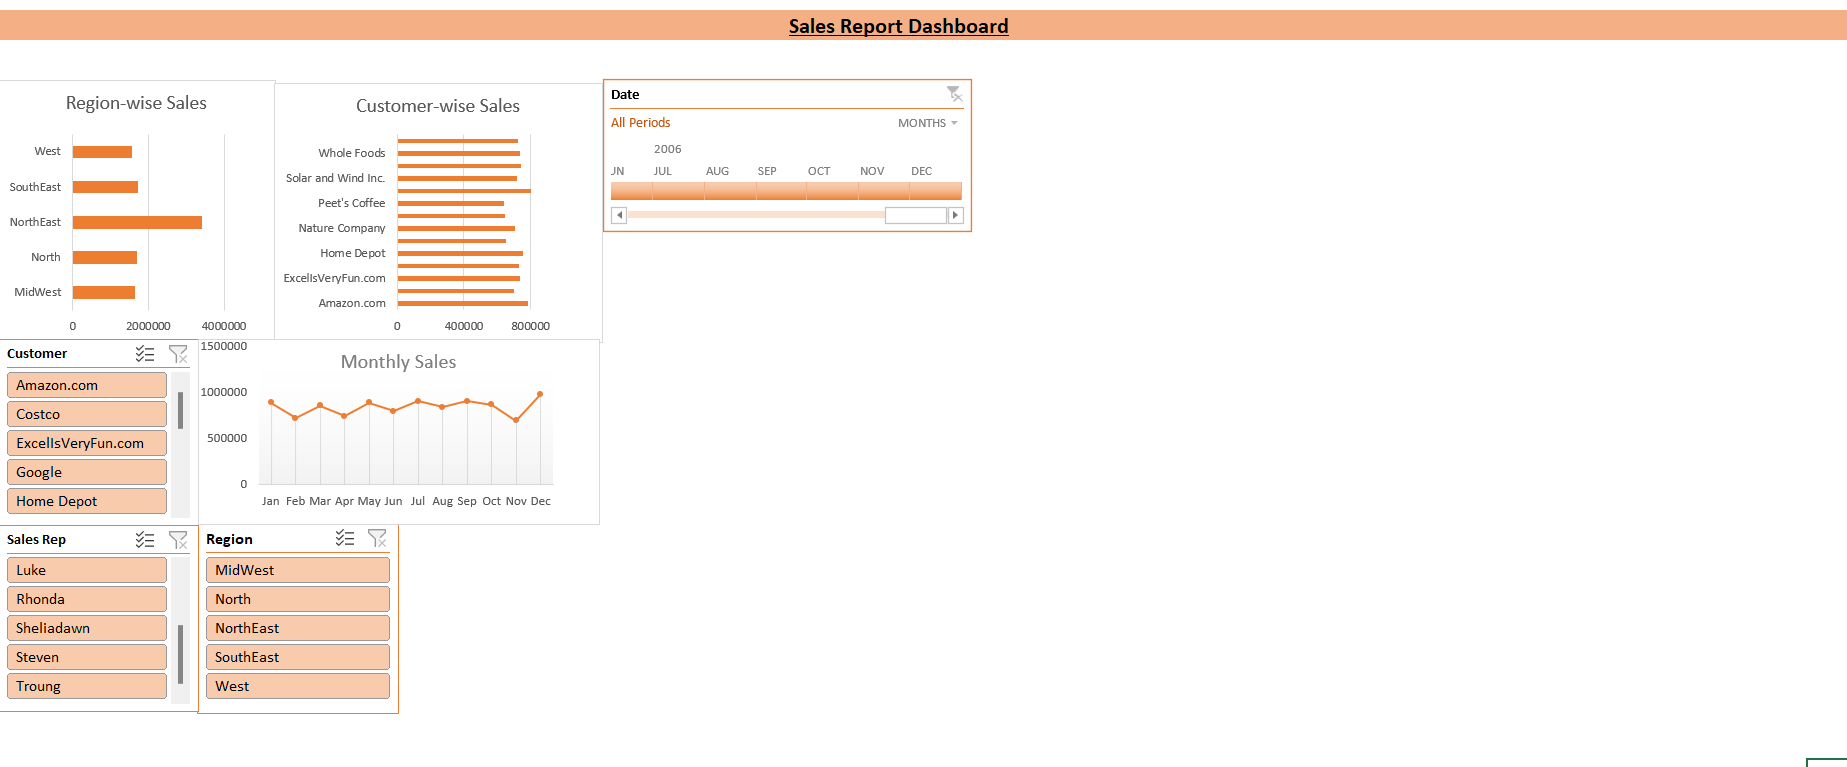 Sales Report Dashboard
Region-wise Sales
West
SouthEast
NorthEast
North
MidWest
0 2000000 4000000
Customer-wise Sales
Whole Foods
Solar and Wind Inc.
Peet's Coffee
Nature Company
Home Depot
ExcelIsVeryFun.com
Amazon.com
0 400000 800000
Date
All Periods MONTHS
2006
UN JUL AUG SEP OCT NOV DEC
Customer
Amazon.com
Costco
ExcelIsVeryFun.com
Google
Home Depot
Monthly Sales
1500000
1000000
500000
0
Jan Feb Mar Apr May Jun Jul Aug Sep Oct Nov Dec
Sales Rep
Luke
Rhonda
Sheliadawn
Steven
Troung
Region
MidWest
North
NorthEast
SouthEast
West